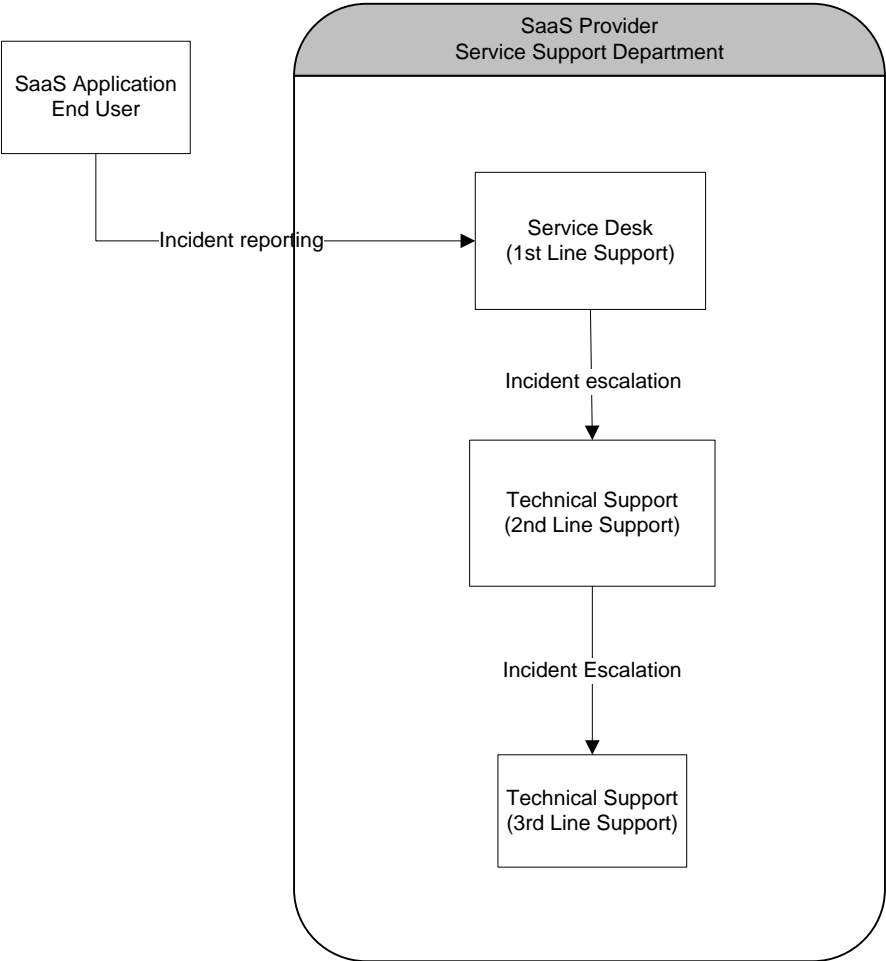 SaaS Provider
Service Support Department
SaaS Application
End User
Incident reporting
Service Desk
(1st Line Support)
Incident escalation
Technical Support
(2nd Line Support)
Incident Escalation
Technical Support
(3rd Line Support)